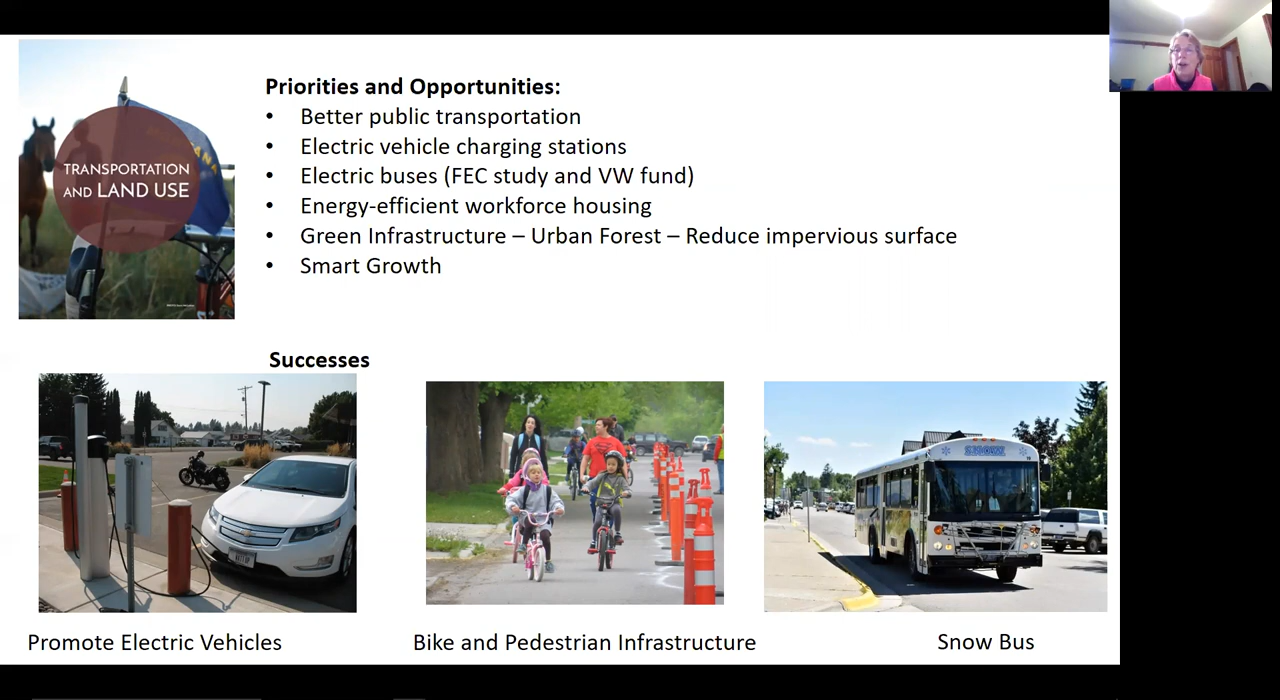 TRANSPORTATION
AND LAND USE
Priorities and Opportunities:
• Better public transportation
• Electric vehicle charging stations
• Electric buses (FEC study and VW fund)
• Energy-efficient workforce housing
• Green Infrastructure – Urban Forest – Reduce impervious surface
• Smart Growth
Successes
Promote Electric Vehicles
Bike and Pedestrian Infrastructure
Snow Bus